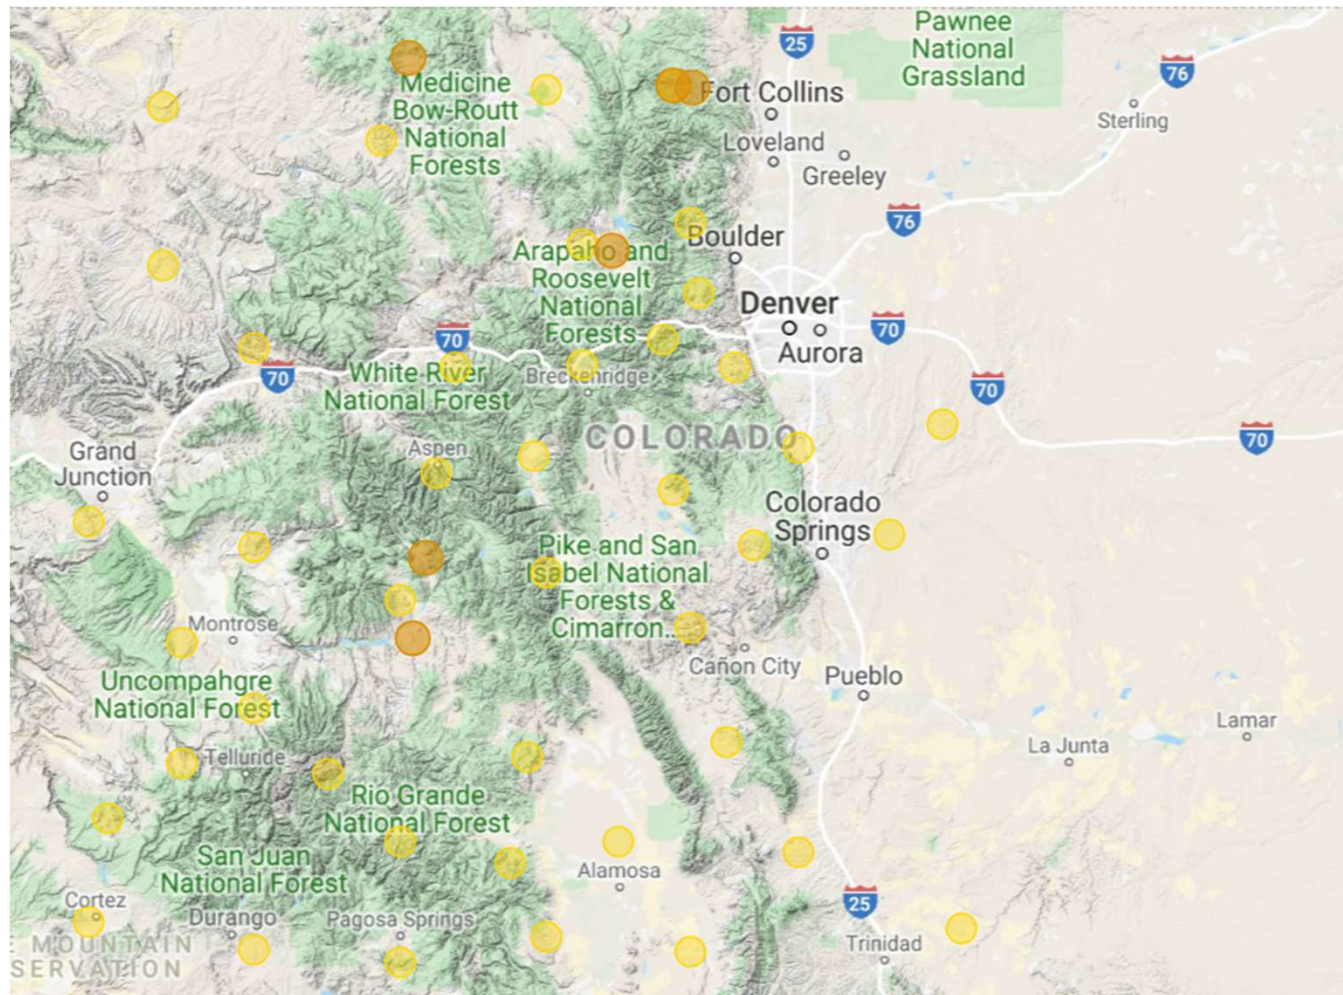 Pawnee
National
Grassland
25
76
Medicine
Bow-Routt
National
Forests
Fort Collins
Sterling
Loveland
Greeley
76
Boulder
Arapaho and
Roosevelt
National
Forests
Denver
70
Aurora
70
70
White River
National Forest
Breckenridge
70
COLORADO
70
Grand
Junction
Aspen
Colorado
Springs
Pike and San
Isabel National
Forests &
Cimarron...
Montrose
Cañon City
Pueblo
Uncompahgre
National Forest
Lamar
La Junta
Telluride
Rio Grande
National Forest
San Juan
National Forest
Alamosa
Cortez
Durango
Pagosa Springs
25
Trinidad
MOUNTAIN
SERVATION